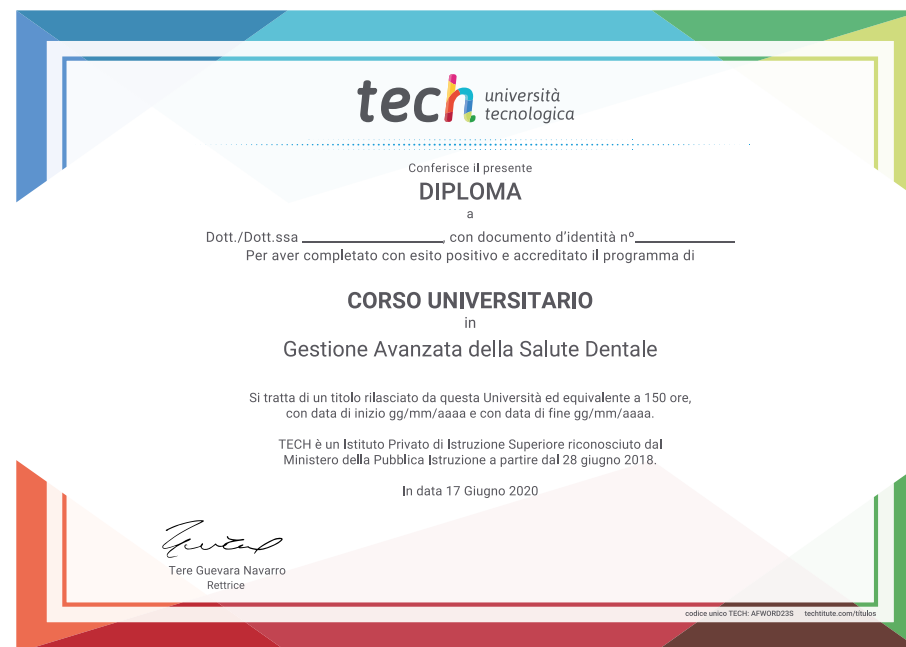 tech università
tecnologica
Conferisce il presente
DIPLOMA
a
Dott./Dott.ssa ______________, con documento d'identità nº__________
Per aver completato con esito positivo e accreditato il programma di
CORSO UNIVERSITARIO
in
Gestione Avanzata della Salute Dentale
Si tratta di un titolo rilasciato da questa Università ed equivalente a 150 ore,
con data di inizio gg/mm/aaaa e con data di fine gg/mm/aaaa.
TECH è un Istituto Privato di Istruzione Superiore riconosciuto dal
Ministero della Pubblica Istruzione a partire dal 28 giugno 2018.
In data 17 Giugno 2020
Tere Guevara Navarro
Rettrice
codice unico TECH: AFWORD23S techtitute.com/titulos